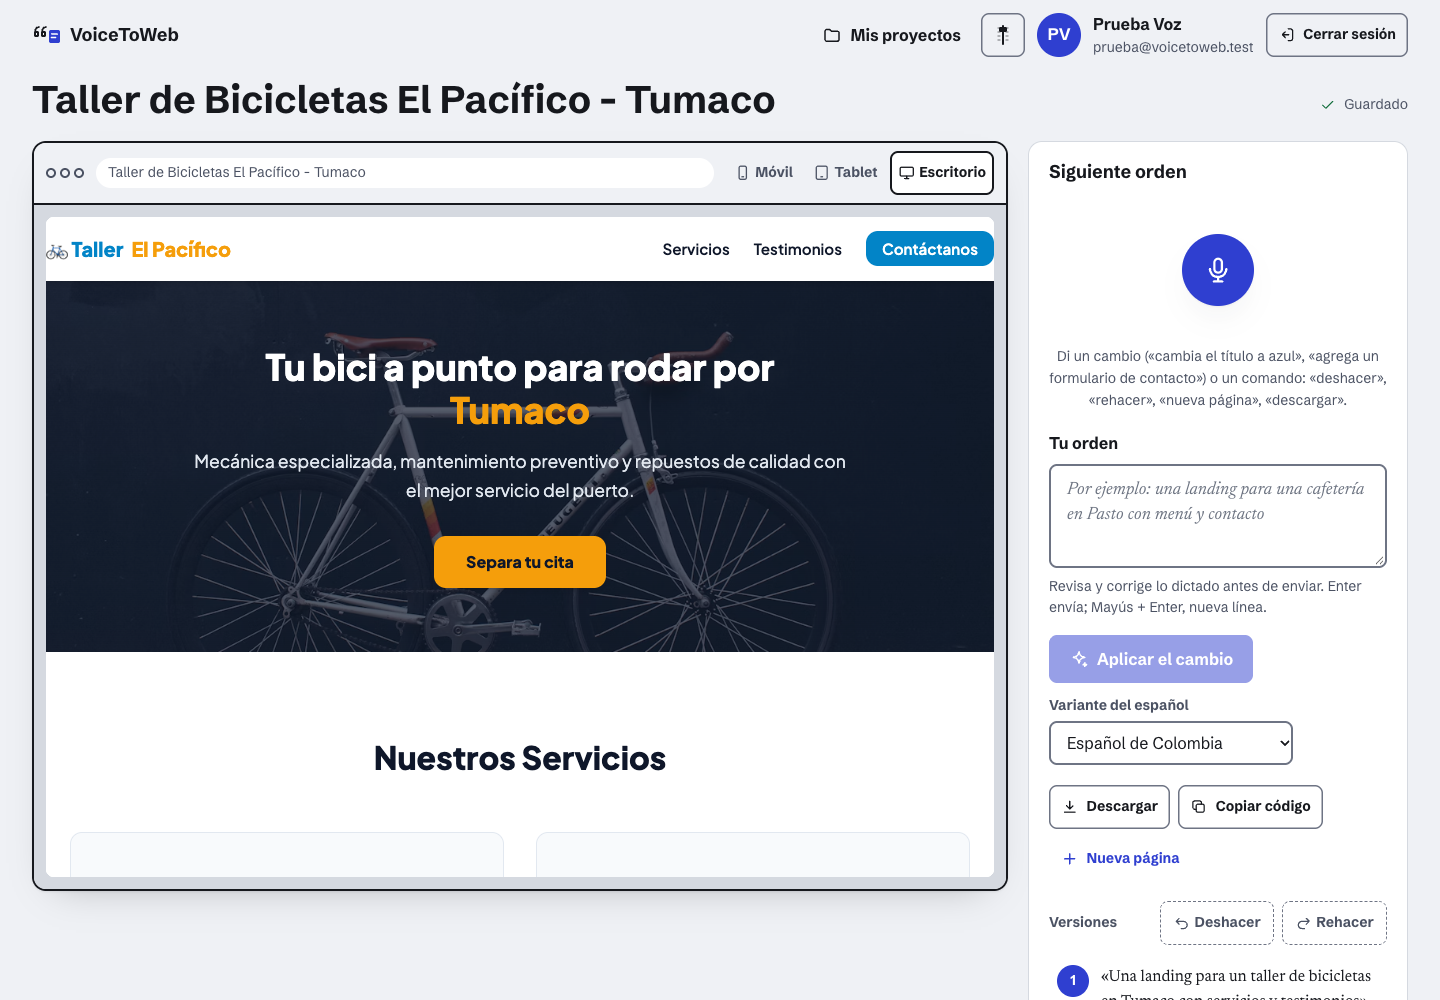 VoiceToWeb
Mis proyectos
PV
Prueba Voz
prueba@voicetoweb.test
Cerrar sesión
Taller de Bicicletas El Pacífico - Tumaco
Guardado
Taller de Bicicletas El Pacífico - Tumaco
Móvil
Tablet
Escritorio
Taller El Pacífico
Servicios
Testimonios
Contáctanos
Tu bici a punto para rodar por
Tumaco
Mecánica especializada, mantenimiento preventivo y repuestos de calidad con
el mejor servicio del puerto.
Separa tu cita
Nuestros Servicios
Siguiente orden
Di un cambio («cambia el título a azul», «agrega un
formulario de contacto») o un comando: «deshacer»,
«rehacer», «nueva página», «descargar».
Tu orden
Por ejemplo: una landing para una cafetería
en Pasto con menú y contacto
Revisa y corrige lo dictado antes de enviar. Enter
envía; Mayús + Enter, nueva línea.
Aplicar el cambio
Variante del español
Español de Colombia
Descargar
Copiar código
Nueva página
Versiones
Deshacer
Rehacer
1
«Una landing para un taller de bicicletas
en Tumaco con servicios y testimonios»